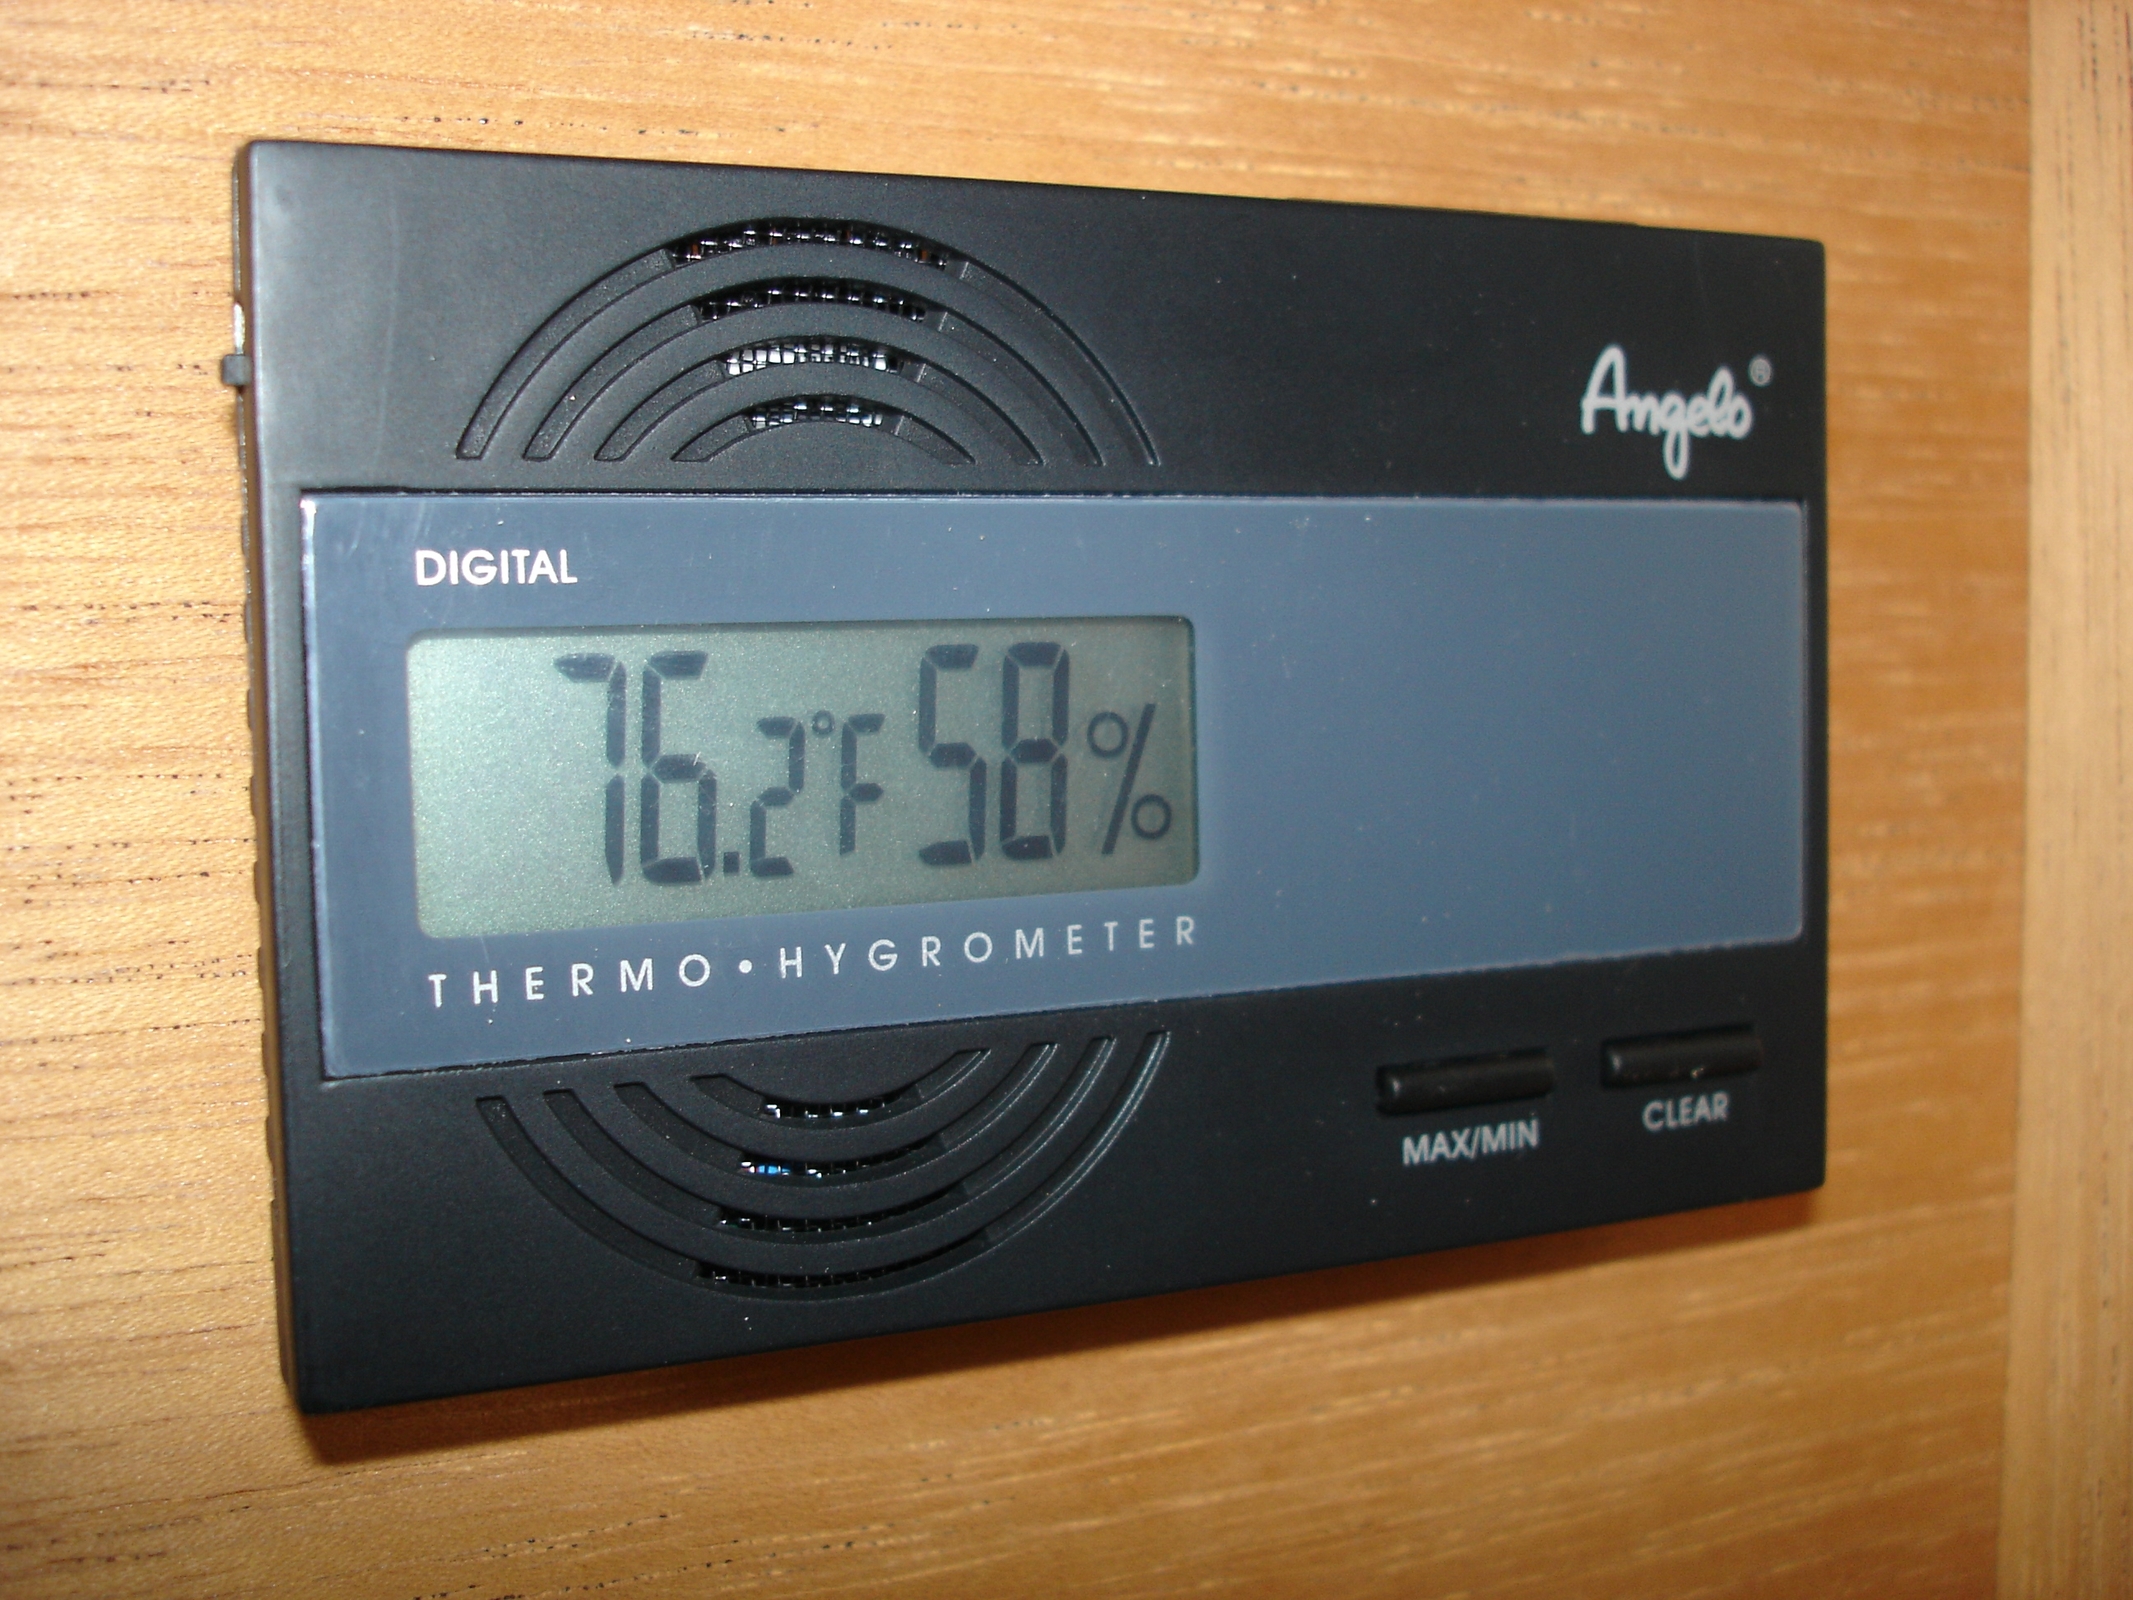 Angelo®
DIGITAL
76.2°F 58%
THERMO•HYGROMETER
MAX/MIN
CLEAR